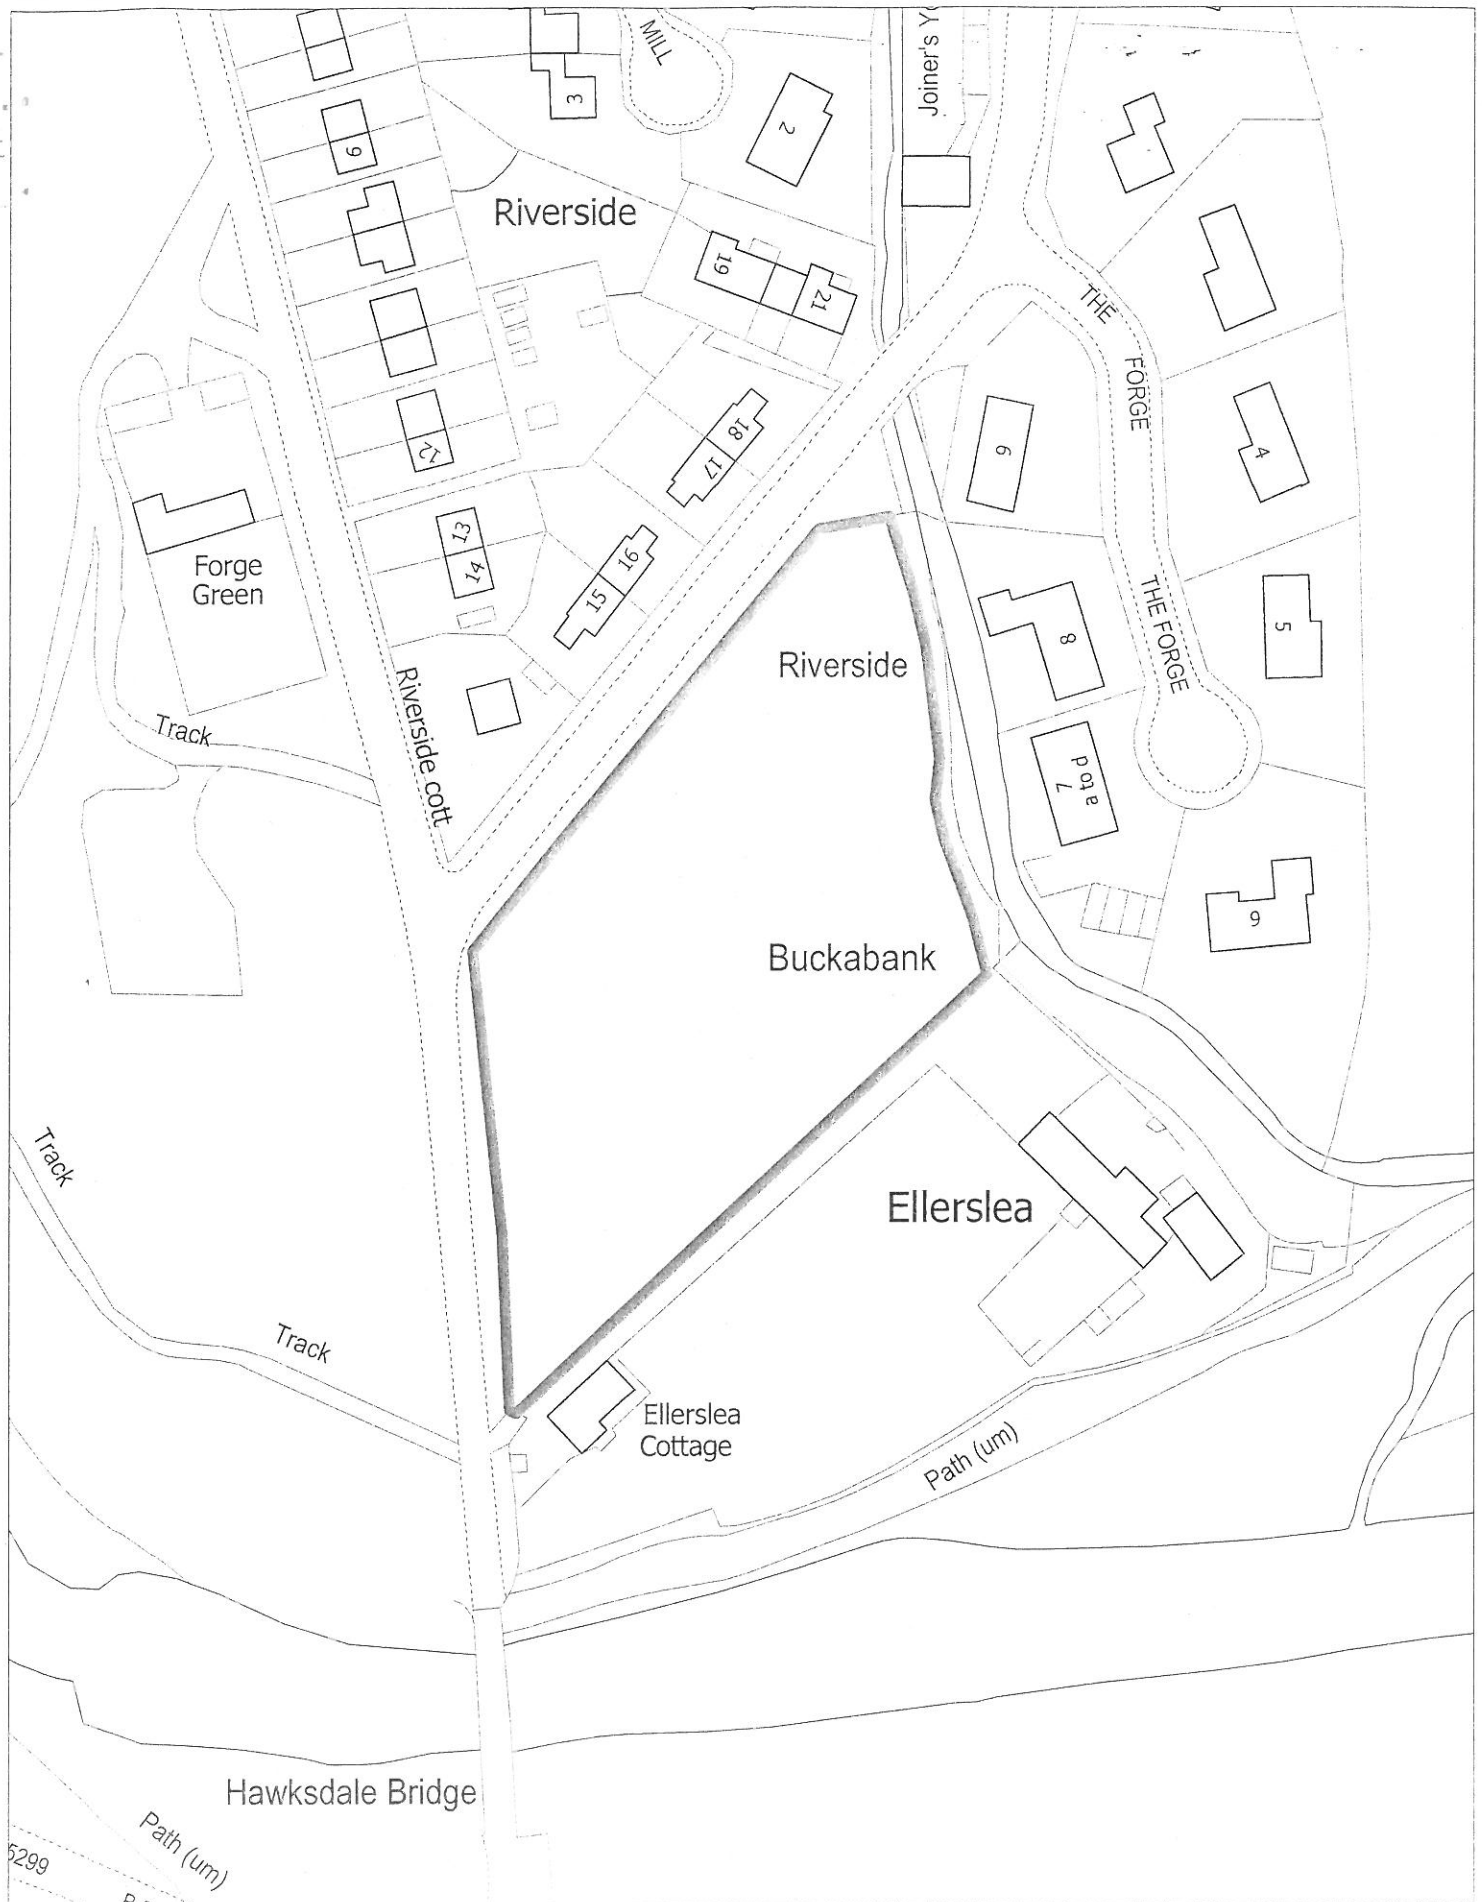 MILL
Joiner's Y
3
2
9
Riverside
19
21
THE
FORGE
18
17
12
6
4
13
14
16
15
Forge
Green
THE FORGE
5
8
Riverside
Riverside cott
Track
7
9
Buckabank
Track
Ellerslea
Track
Ellerslea
Cottage
Path (um)
Hawksdale Bridge
Path (um)
5299